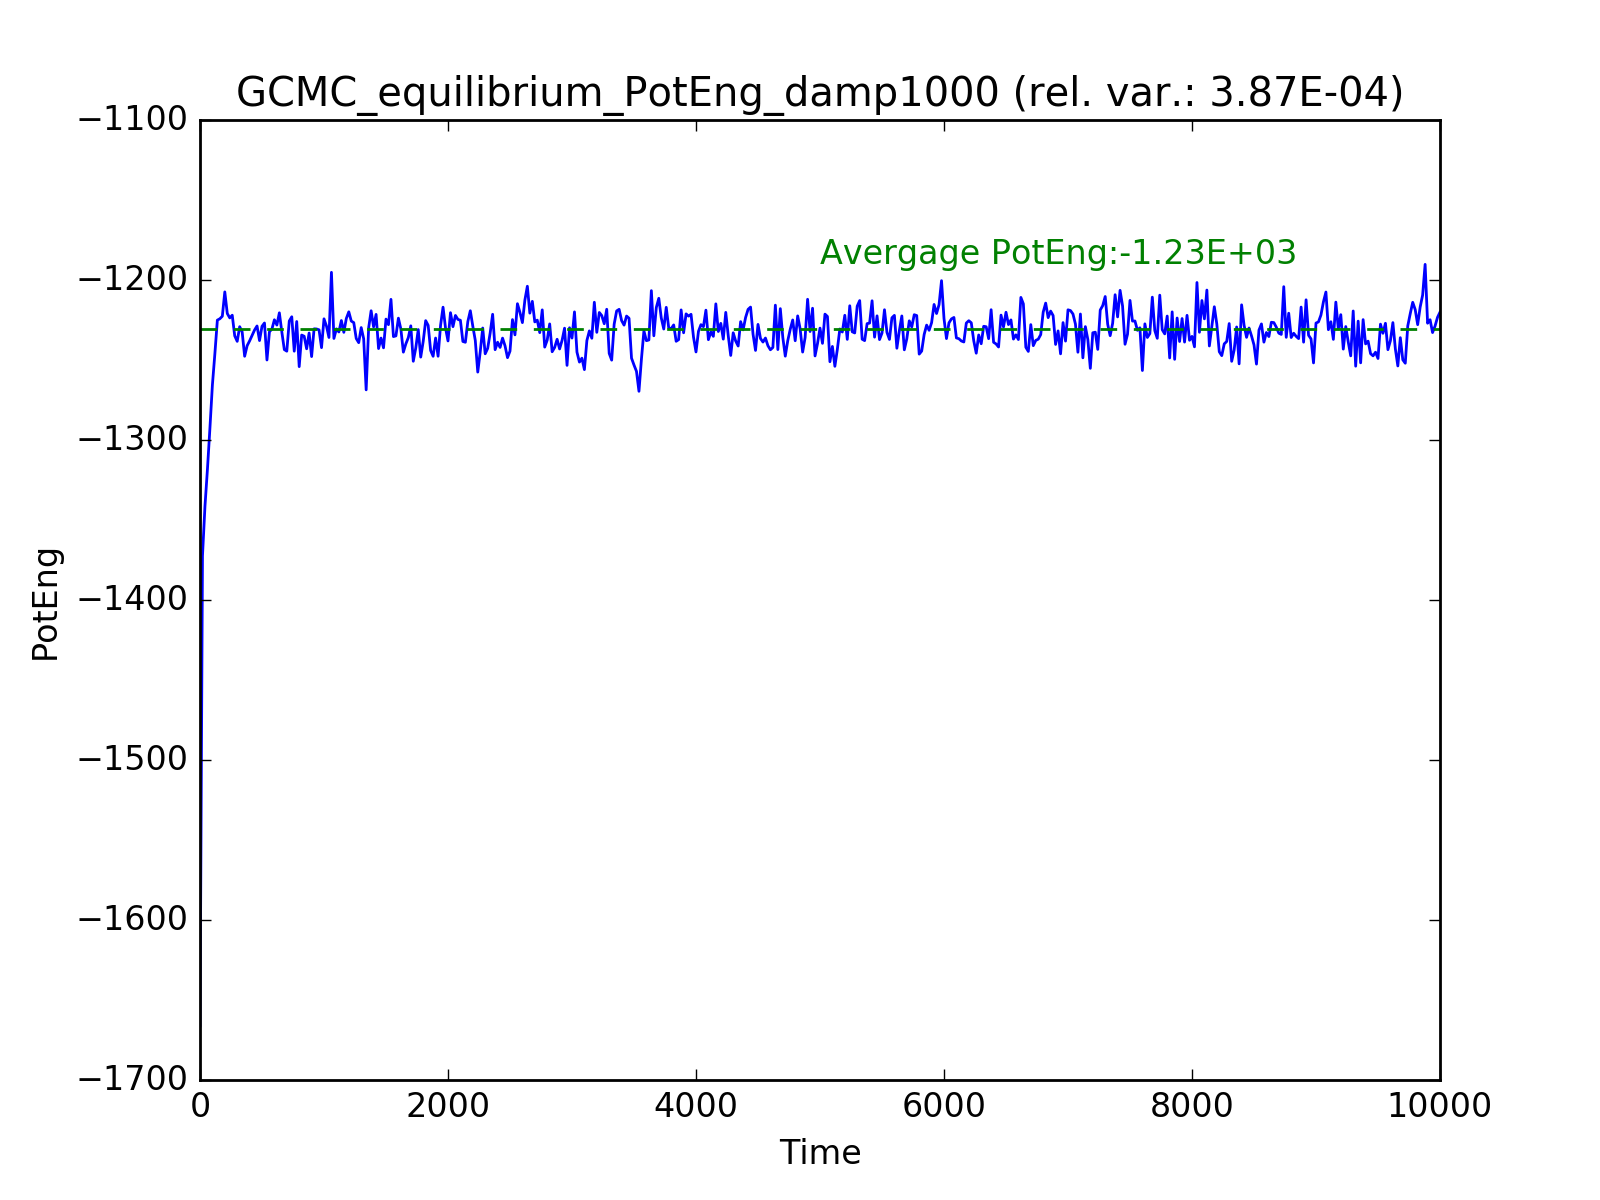 GCMC_equilibrium_PotEng_damp1000 (rel. var.: 3.87E-04)
−1100
−1200
−1300
−1400
−1500
−1600
−1700
Avergage PotEng:-1.23E+03
PotEng
0 2000 4000 6000 8000 10000
Time